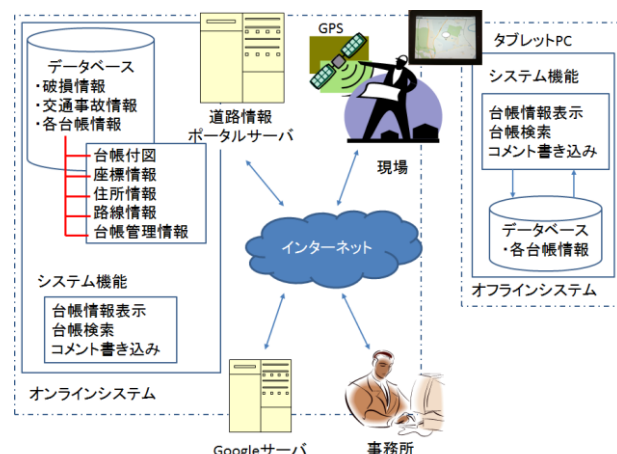 データベース
・破損情報
・交通事故情報
・各台帳情報
台帳付図
座標情報
住所情報
路線情報
台帳管理情報
システム機能
台帳情報表示
台帳検索
コメント書き込み
オンラインシステム
道路情報
ポータルサーバ
GPS
現場
インターネット
Googleサーバ
事務所
タブレットPC
システム機能
台帳情報表示
台帳検索
コメント書き込み
データベース
・各台帳情報
オフラインシステム